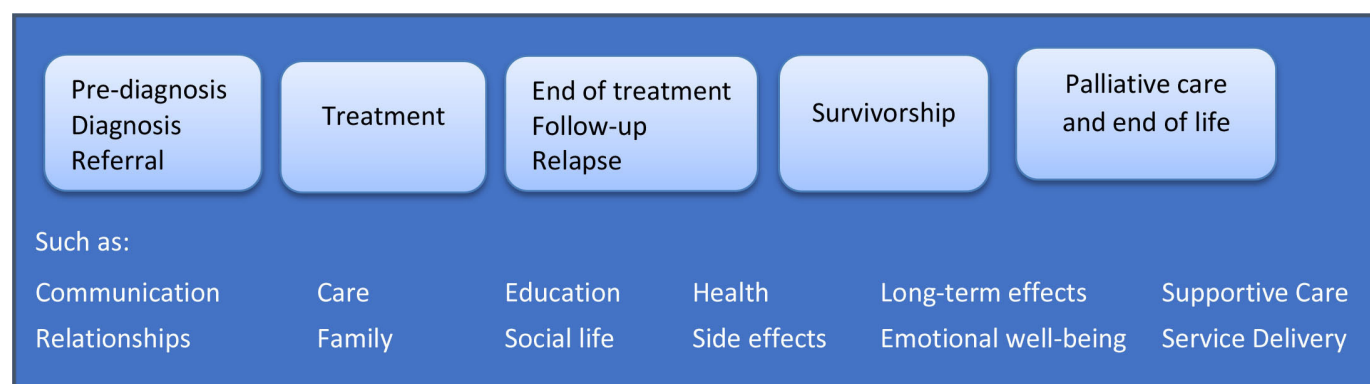 Pre-diagnosis
Diagnosis
Referral
Treatment
End of treatment
Follow-up
Relapse
Survivorship
Palliative care
and end of life
Such as:
Communication Care Education Health Long-term effects Supportive Care
Relationships Family Social life Side effects Emotional well-being Service Delivery